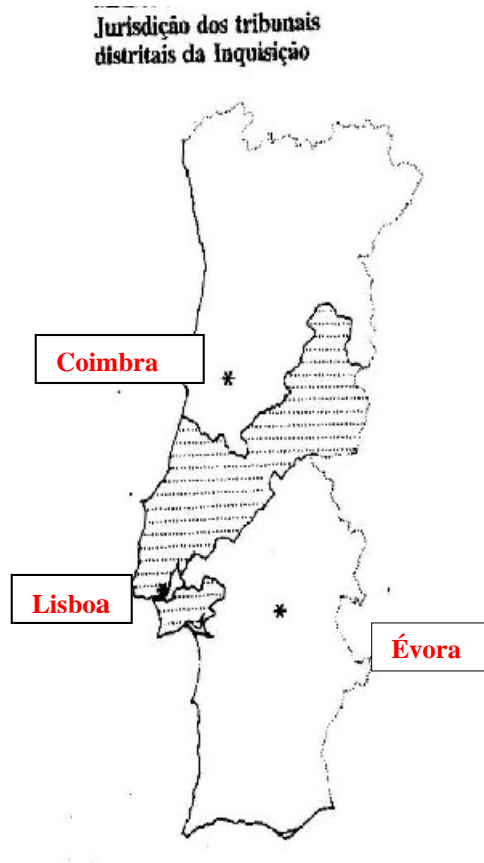 Jurisdição dos tribunais
distritais da Inquisição
Coimbra
Lisboa
Évora